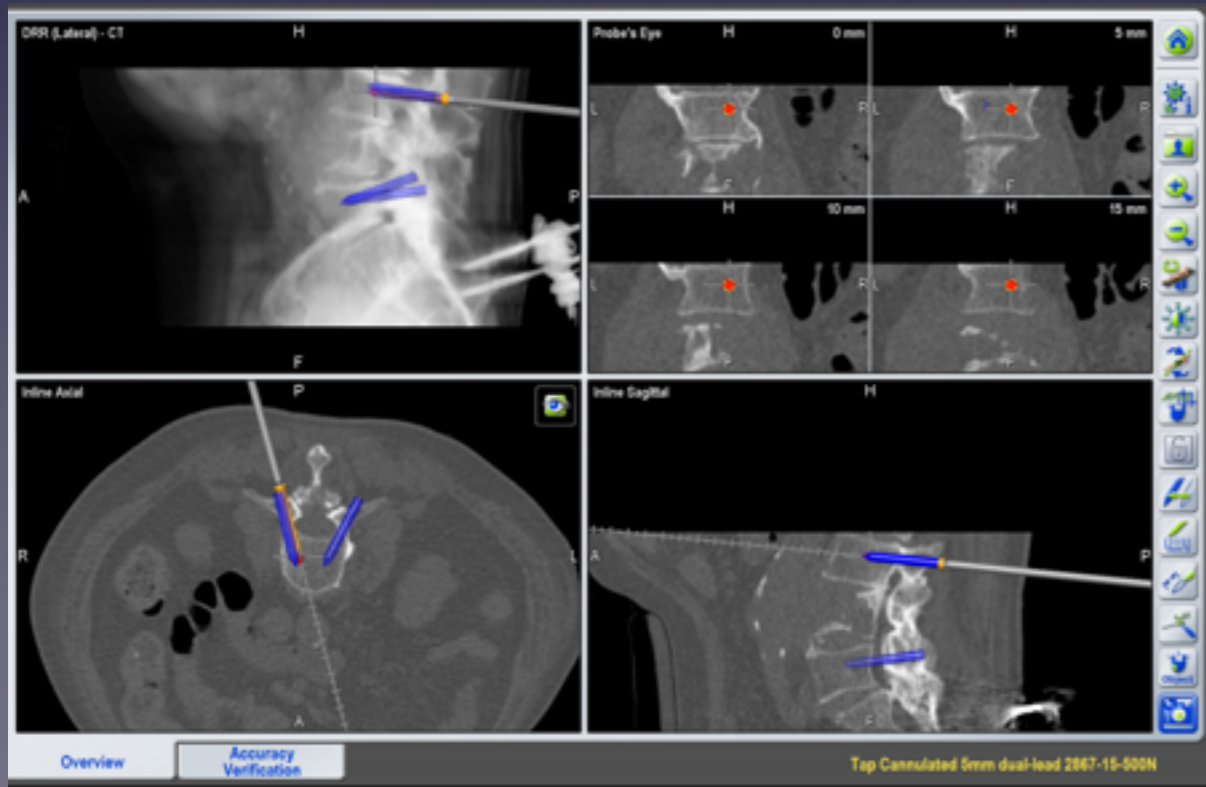 DRR (Lateral) - CT
H
A
P
F
Probe's Eye
H
0 mm
H
5 mm
L
R
L
R
F
F
H
10 mm
H
15 mm
L
R
L
R
F
F
Inline Axial
P
R
L
A
Inline Sagittal
H
A
P
F
Object
Overview
Accuracy
Verification
Tap Cannulated 5mm dual-lead 2867-15-500N